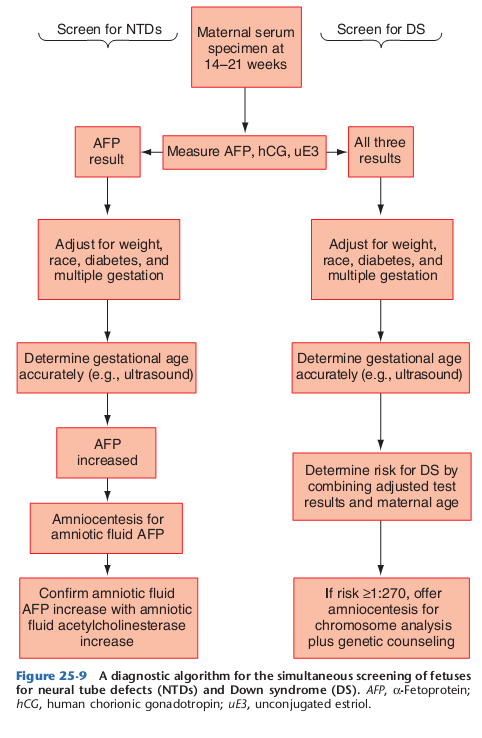 Screen for NTDs
Maternal serum
specimen at
14–21 weeks
Screen for DS
AFP
result
Measure AFP, hCG, uE3
All three
results
Adjust for weight,
race, diabetes, and
multiple gestation
Adjust for weight,
race, diabetes, and
multiple gestation
Determine gestational age
accurately (e.g., ultrasound)
Determine gestational age
accurately (e.g., ultrasound)
AFP
increased
Determine risk for DS by
combining adjusted test
results and maternal age
Amniocentesis for
amniotic fluid AFP
Confirm amniotic fluid
AFP increase with amniotic
fluid acetylcholinesterase
increase
If risk ≥1:270, offer
amniocentesis for
chromosome analysis
plus genetic counseling
Figure 25-9 A diagnostic algorithm for the simultaneous screening of fetuses
for neural tube defects (NTDs) and Down syndrome (DS). AFP, α-Fetoprotein;
hCG, human chorionic gonadotropin; uE3, unconjugated estriol.